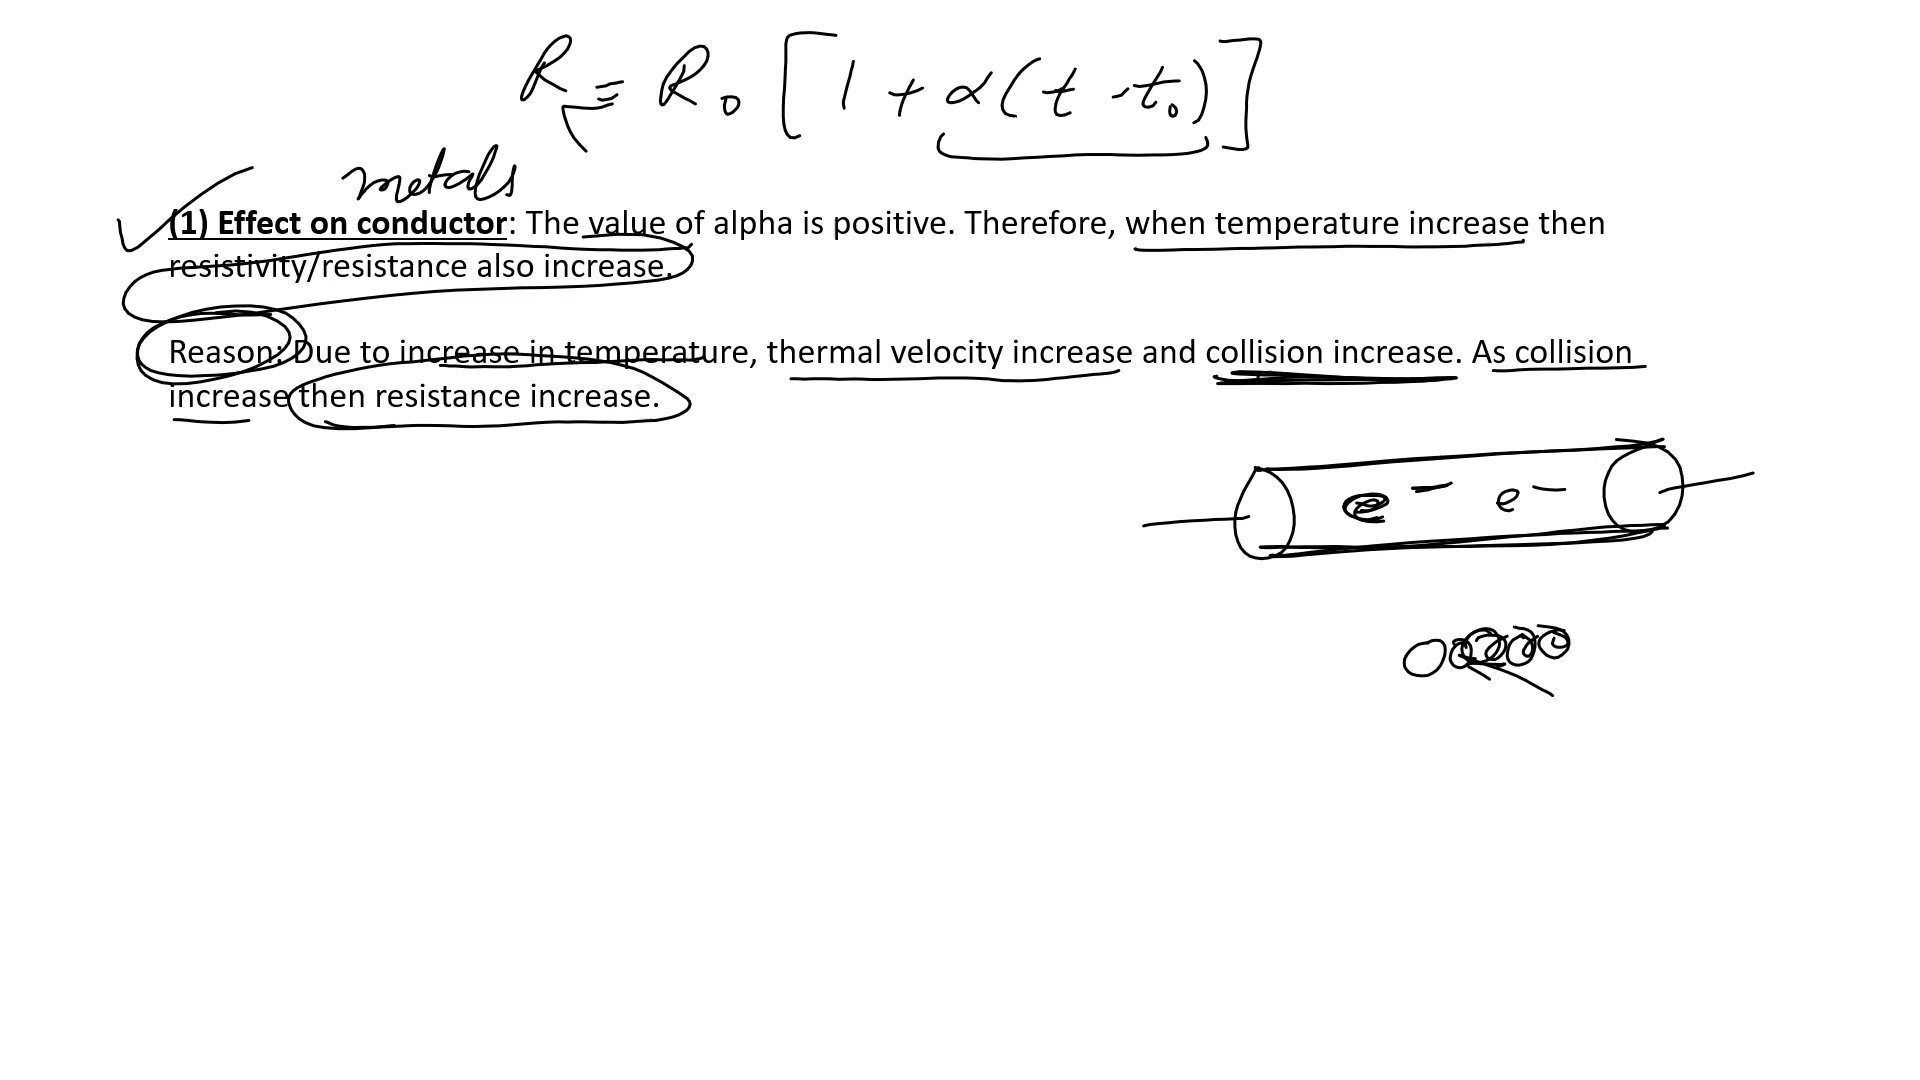 R = R₀ [1 + α(t - t₀)]
metals
(1) Effect on conductor: The value of alpha is positive. Therefore, when temperature increase then
resistivity/resistance also increase.
Reason: Due to increase in temperature, thermal velocity increase and collision increase. As collision
increase then resistance increase.
e⁻ e⁻